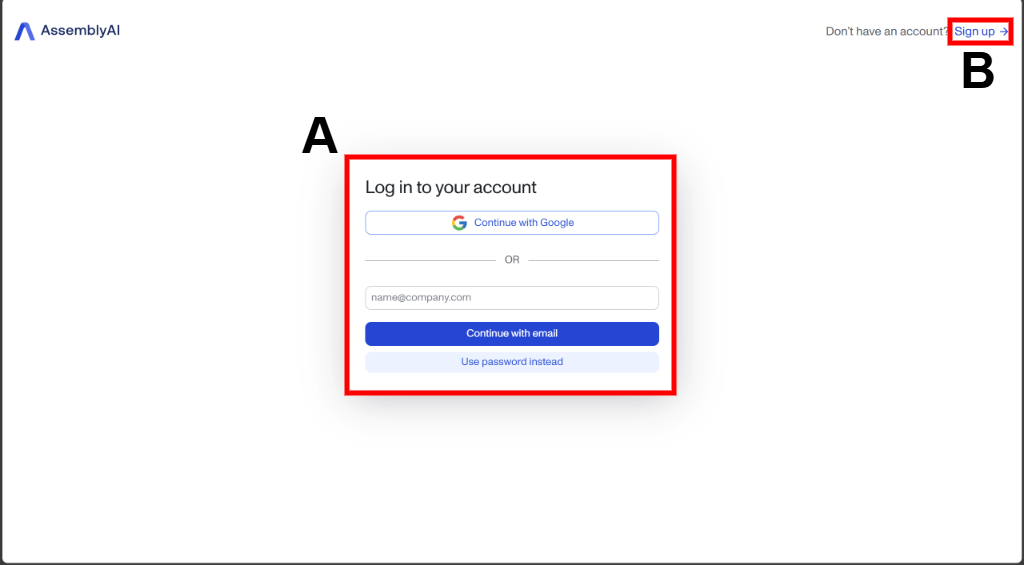 AssemblyAI
Don't have an account? Sign up →
B
A
Log in to your account
Continue with Google
OR
name@company.com
Continue with email
Use password instead